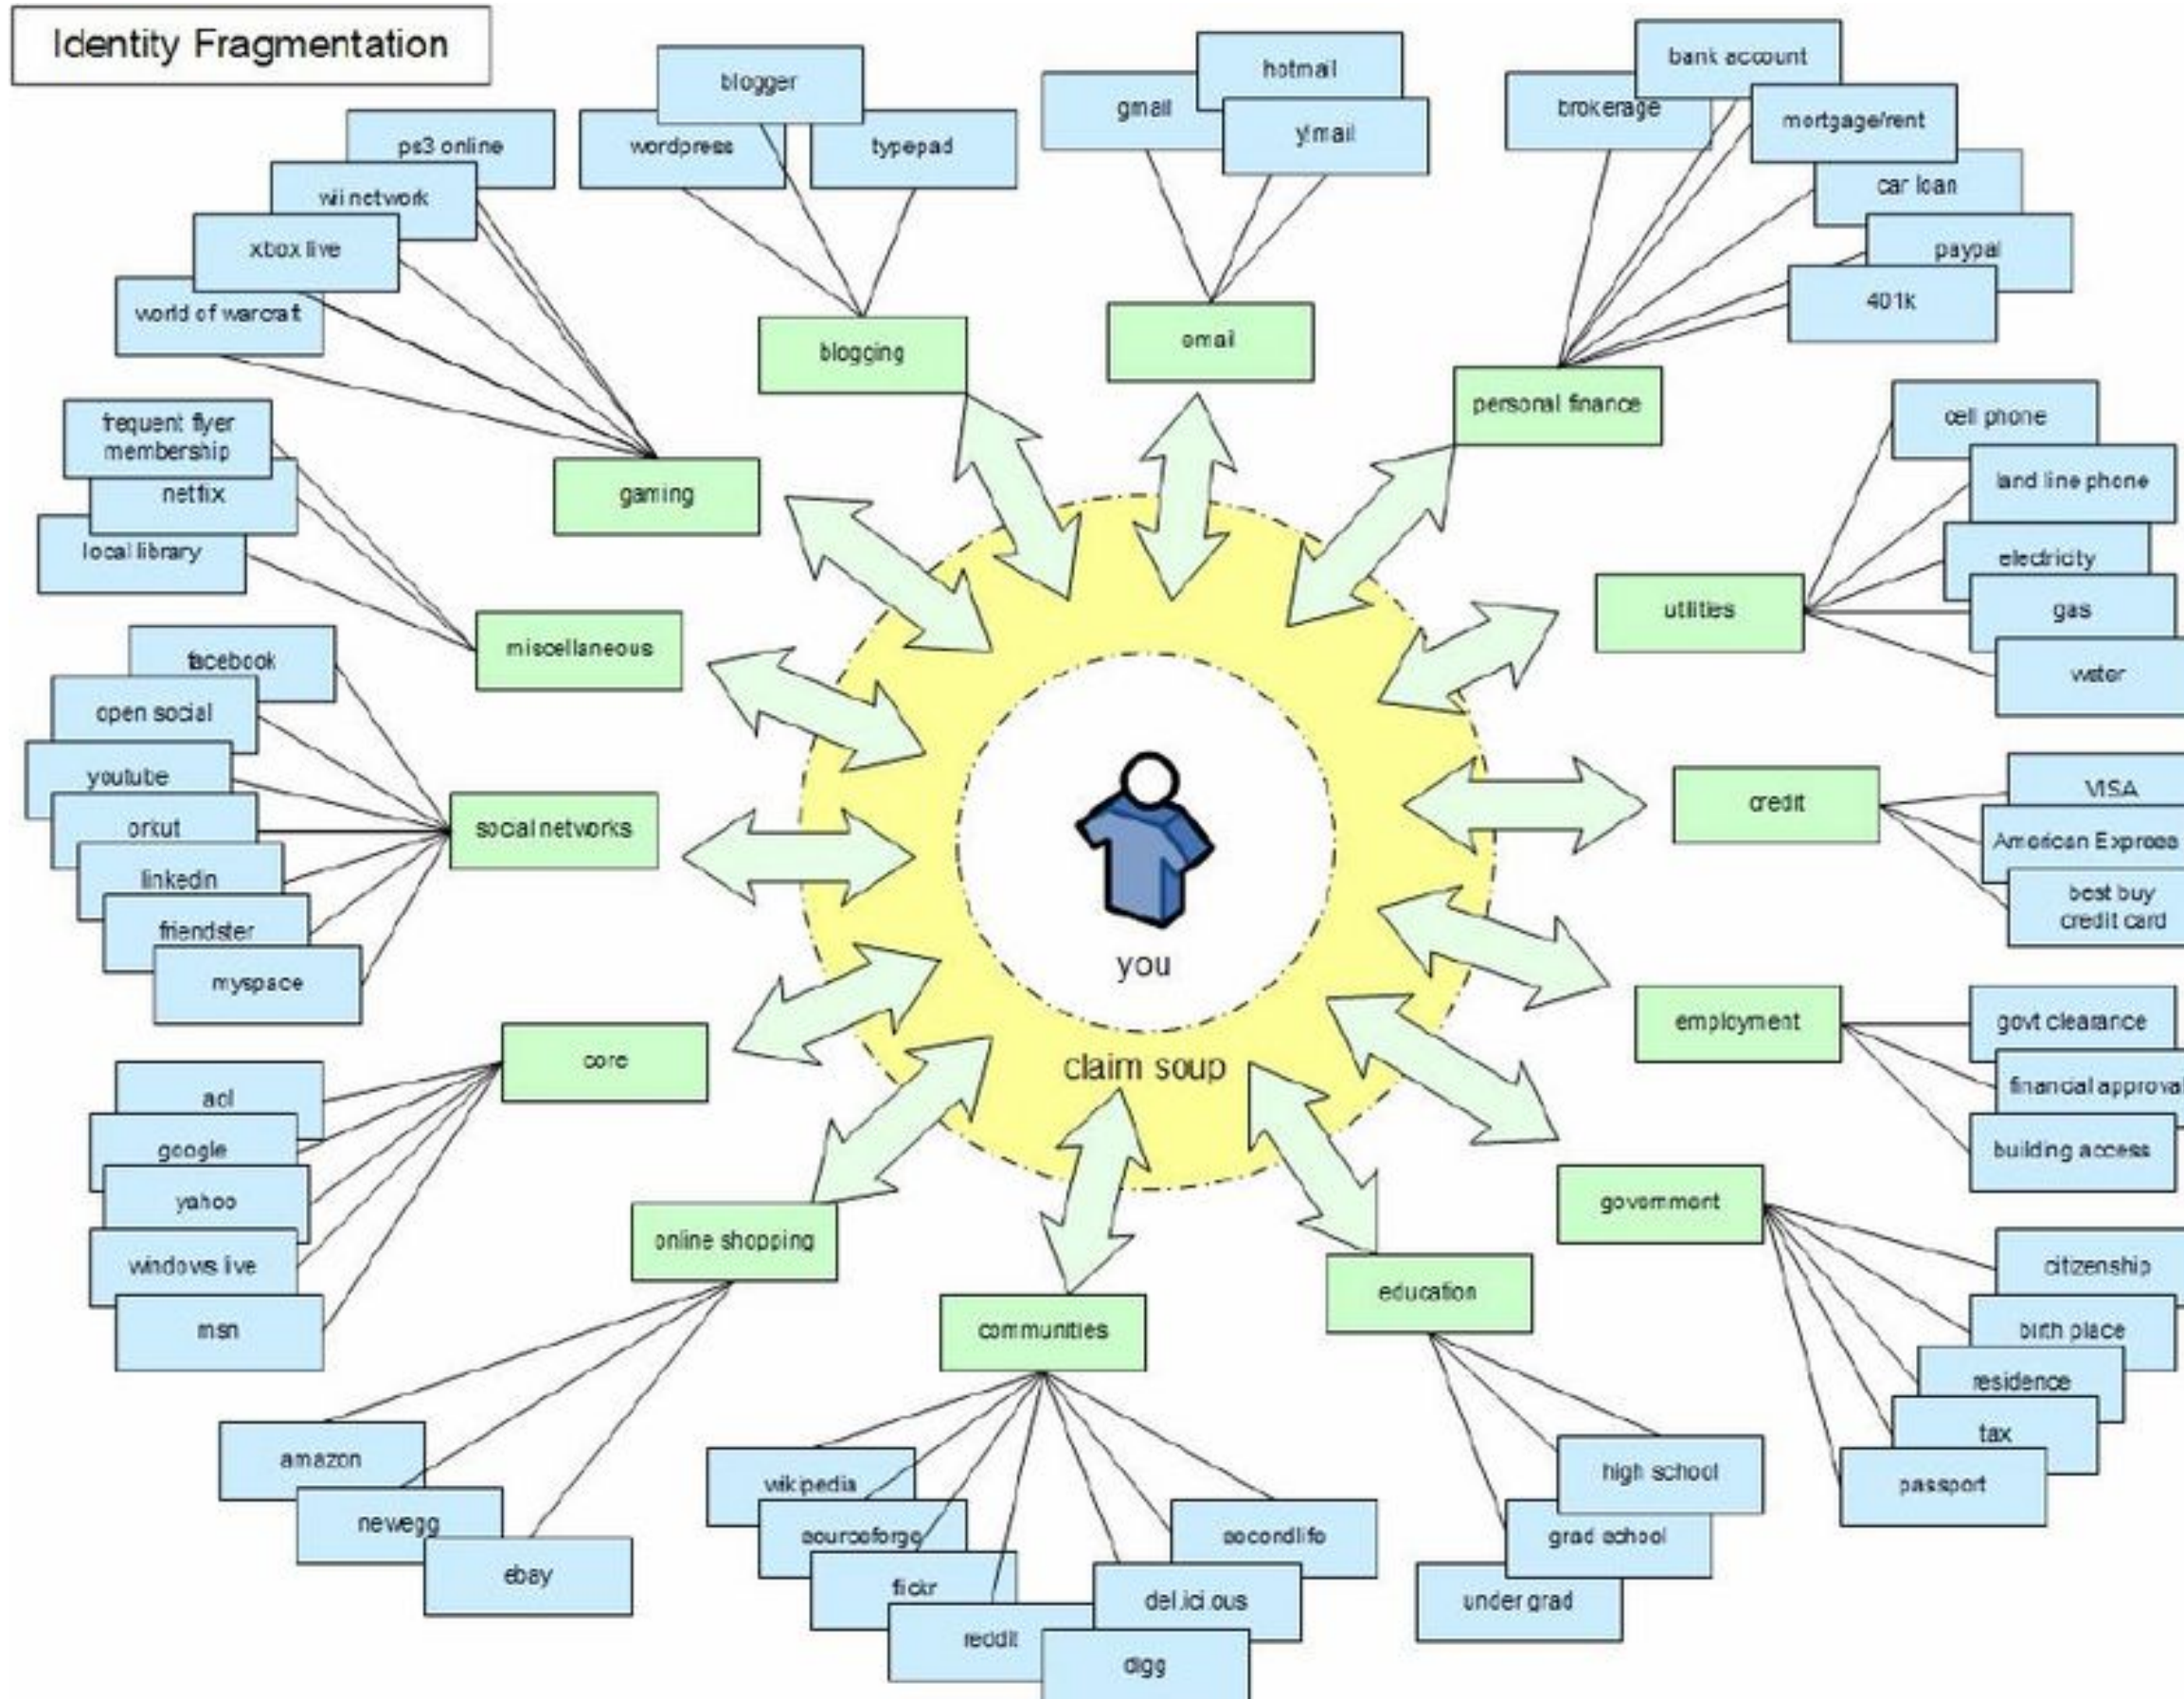 Identity Fragmentation
blogger
wordpress
typepad
blogging
hotmail
gmail
y!mail
email
bank account
brokerage
mortgage/rent
car loan
paypal
401k
personal finance
ps3 online
wii network
xbox live
world of warcraft
gaming
frequent flyer
membership
netflix
local library
miscellaneous
cell phone
land line phone
electricity
gas
water
utilities
facebook
open social
youtube
orkut
linkedin
friendster
myspace
social networks
VISA
American Express
best buy
credit card
credit
you
claim soup
govt clearance
financial approval
building access
employment
core
aol
google
yahoo
windows live
msn
online shopping
amazon
newegg
ebay
communities
wikipedia
sourceforge
flickr
reddit
digg
del.ici.ous
secondlife
education
high school
grad school
under grad
government
citizenship
birth place
residence
tax
passport